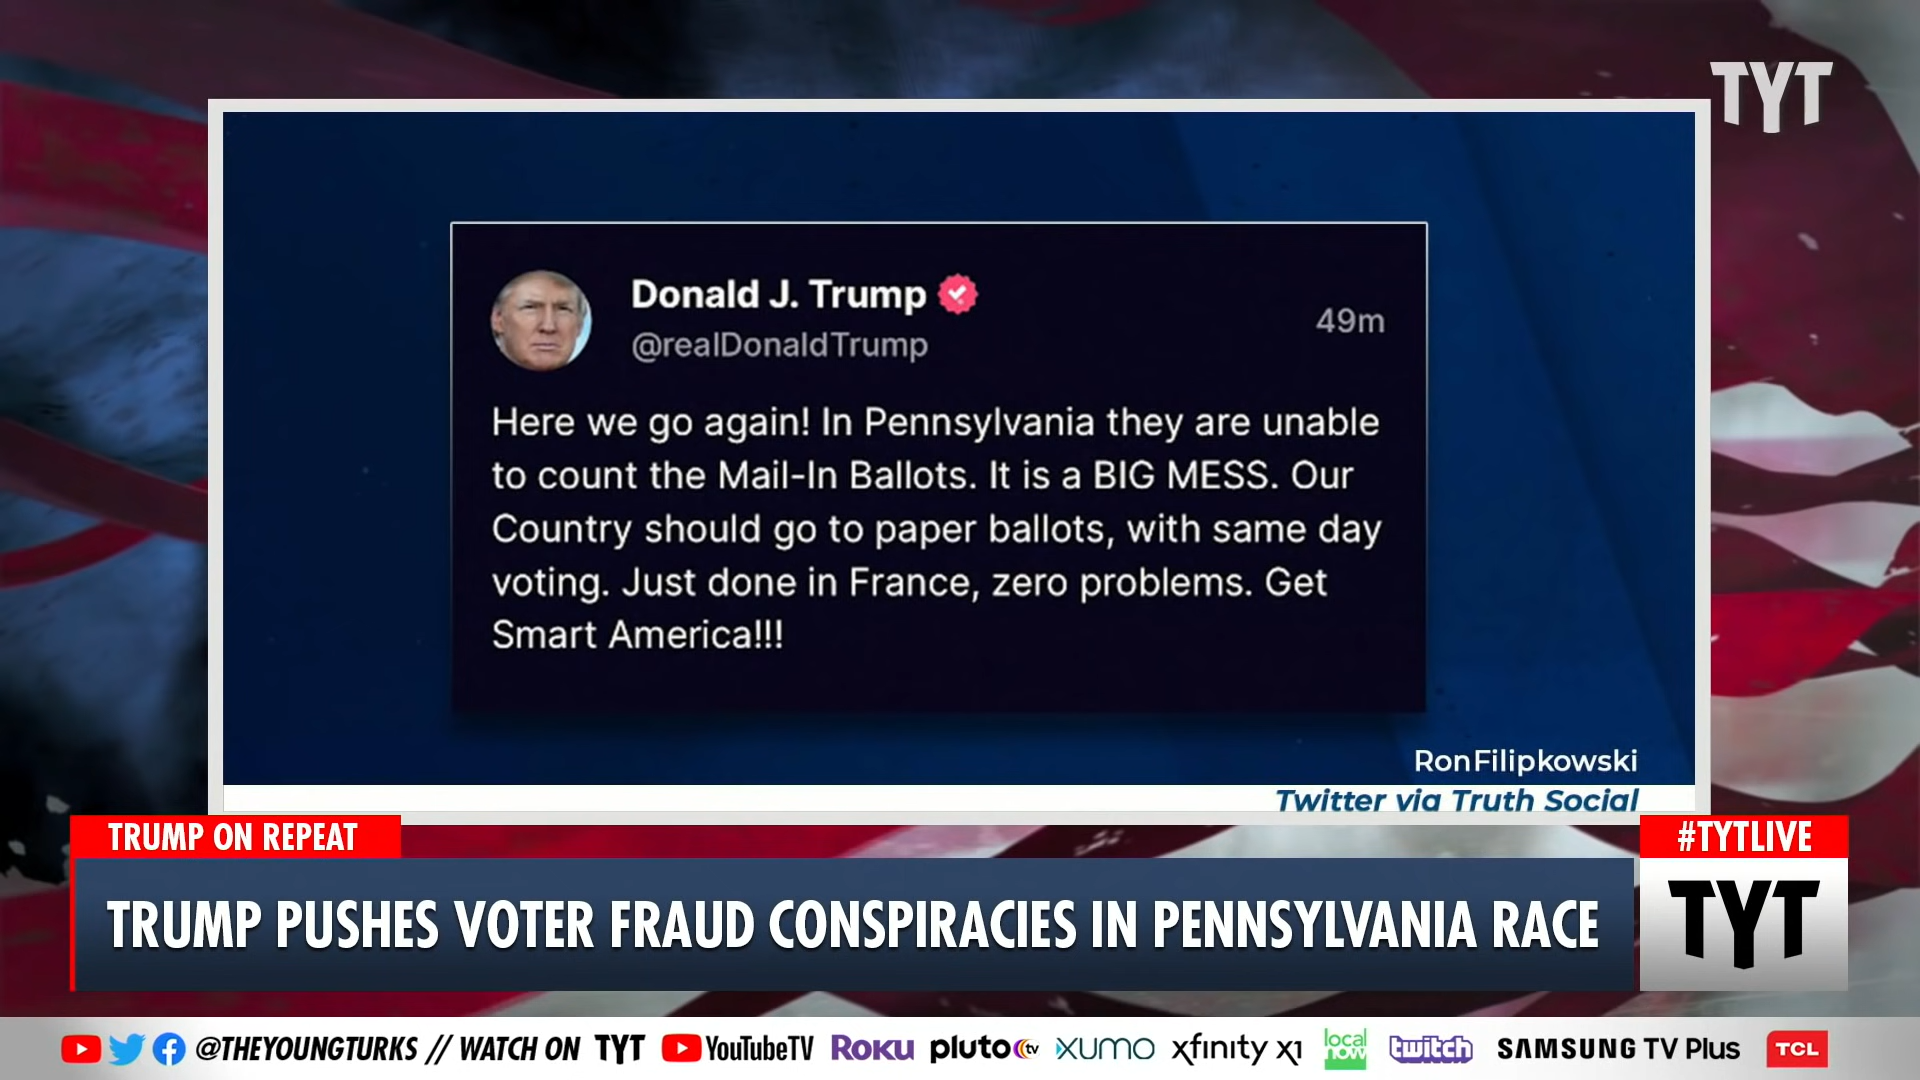 TYT
Donald J. Trump
@realDonaldTrump
49m
Here we go again! In Pennsylvania they are unable
to count the Mail-In Ballots. It is a BIG MESS. Our
Country should go to paper ballots, with same day
voting. Just done in France, zero problems. Get
Smart America!!!
RonFilipkowski
Twitter via Truth Social
TRUMP ON REPEAT
#TYTLIVE
TRUMP PUSHES VOTER FRAUD CONSPIRACIES IN PENNSYLVANIA RACE
TYT
@THEYOUNGTURKS // WATCH ON TYT YouTubeTV ROKU pluto tv XUMO xfinity x1 local now twitch SAMSUNG TV Plus TCL